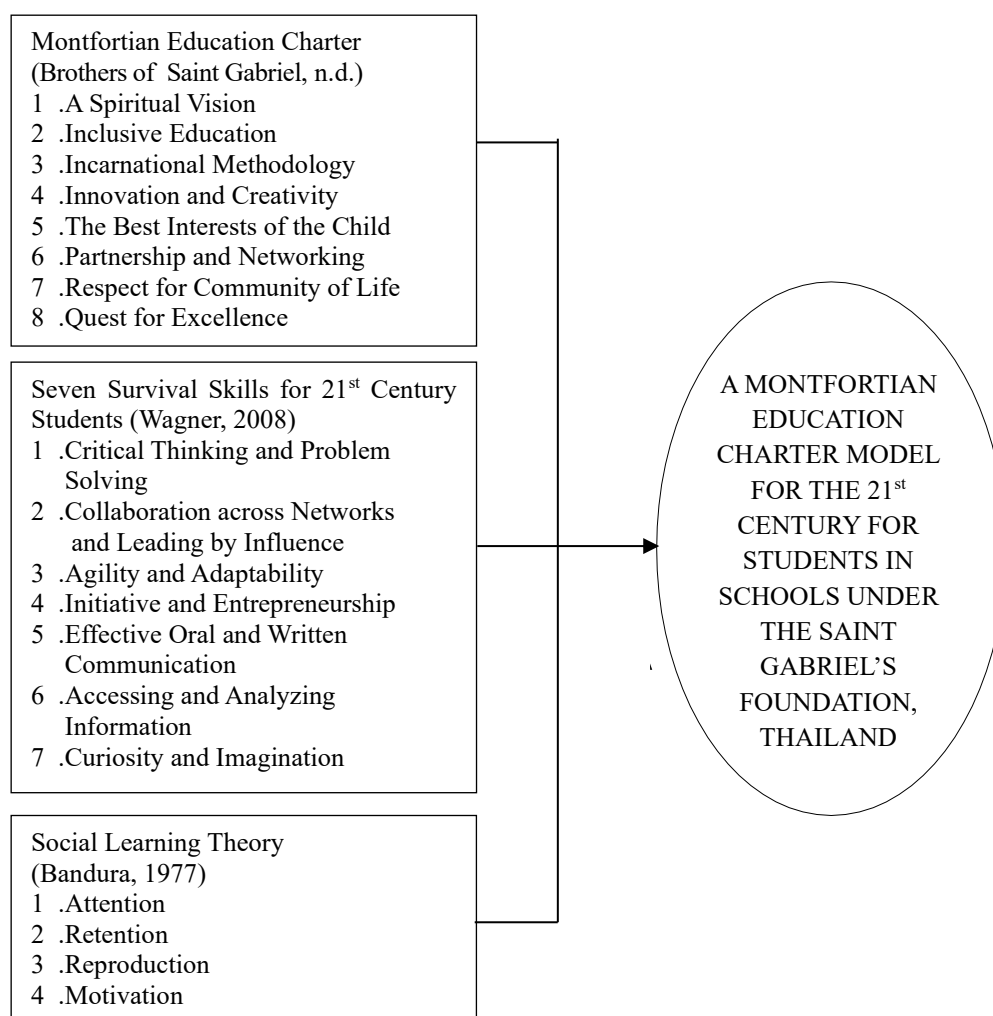 Montfortian Education Charter
(Brothers of Saint Gabriel, n.d.)
1 .A Spiritual Vision
2 .Inclusive Education
3 .Incarnational Methodology
4 .Innovation and Creativity
5 .The Best Interests of the Child
6 .Partnership and Networking
7 .Respect for Community of Life
8 .Quest for Excellence
Seven Survival Skills for 21st Century
Students (Wagner, 2008)
1 .Critical Thinking and Problem
Solving
2 .Collaboration across Networks
and Leading by Influence
3 .Agility and Adaptability
4 .Initiative and Entrepreneurship
5 .Effective Oral and Written
Communication
6 .Accessing and Analyzing
Information
7 .Curiosity and Imagination
Social Learning Theory
(Bandura, 1977)
1 .Attention
2 .Retention
3 .Reproduction
4 .Motivation
A MONTFORTIAN
EDUCATION
CHARTER MODEL
FOR THE 21st
CENTURY FOR
STUDENTS IN
SCHOOLS UNDER
THE SAINT
GABRIEL'S
FOUNDATION,
THAILAND